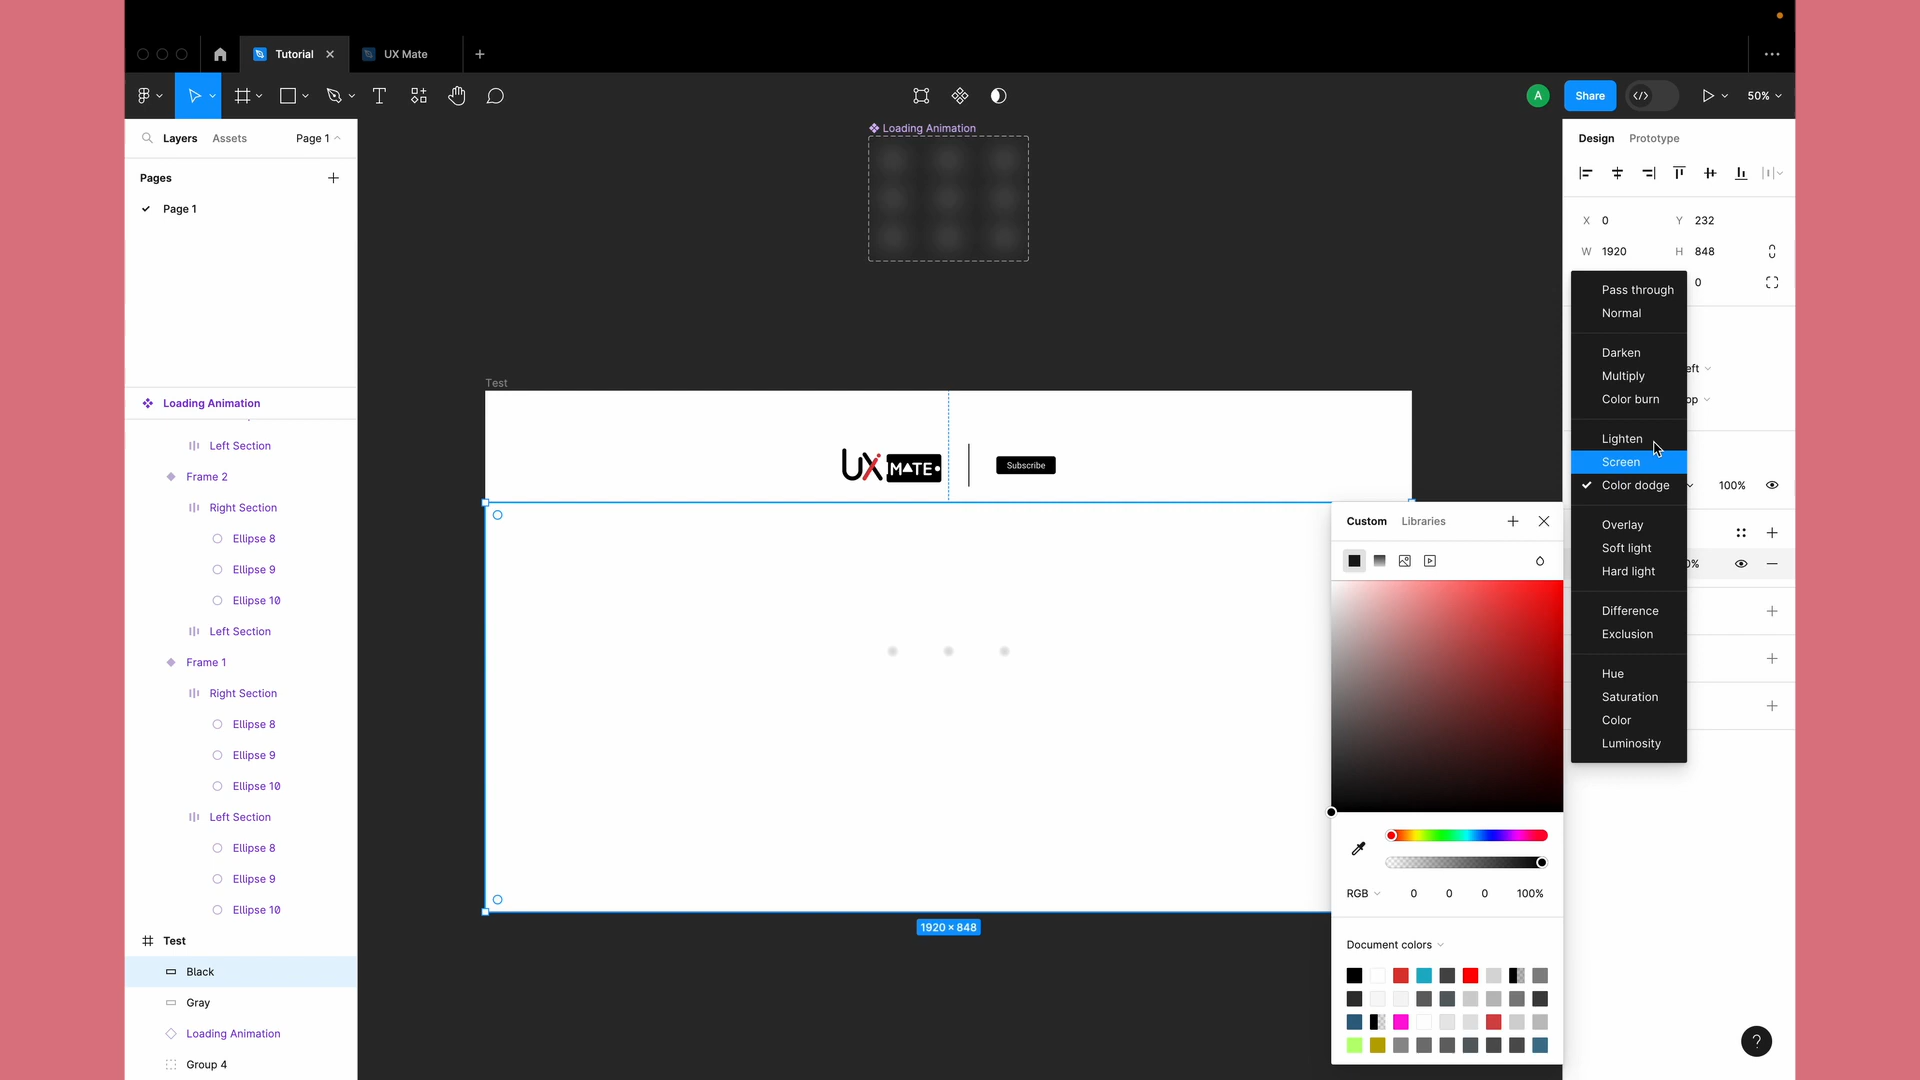 Tutorial
UX Mate
A
Share
50%
Layers
Assets
Page 1
Pages
Page 1
Loading Animation
Left Section
Frame 2
Right Section
Ellipse 8
Ellipse 9
Ellipse 10
Left Section
Frame 1
Right Section
Ellipse 8
Ellipse 9
Ellipse 10
Left Section
Ellipse 8
Ellipse 9
Ellipse 10
Test
Black
Gray
Loading Animation
Group 4
Loading Animation
Test
UX MATE
Subscribe
1920 × 848
Custom
Libraries
RGB 0 0 0 100%
Document colors
Design
Prototype
X 0 Y 232
W 1920 H 848
0
eft
op
100%
0%
Pass through
Normal
Darken
Multiply
Color burn
Lighten
Screen
Color dodge
Overlay
Soft light
Hard light
Difference
Exclusion
Hue
Saturation
Color
Luminosity
?